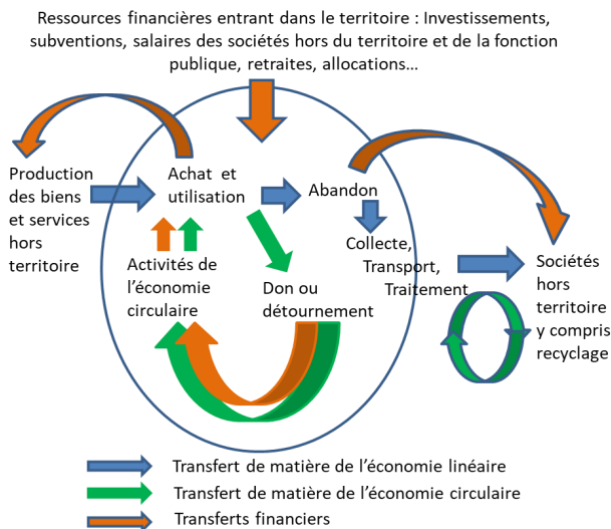 Ressources financières entrant dans le territoire : Investissements,
subventions, salaires des sociétés hors du territoire et de la fonction
publique, retraites, allocations…
Production
des biens
et services
hors
territoire
Achat et
utilisation
Abandon
Collecte,
Transport,
Traitement
Sociétés
hors
territoire
y compris
recyclage
Activités de
l’économie
circulaire
Don ou
détournement
Transfert de matière de l’économie linéaire
Transfert de matière de l’économie circulaire
Transferts financiers